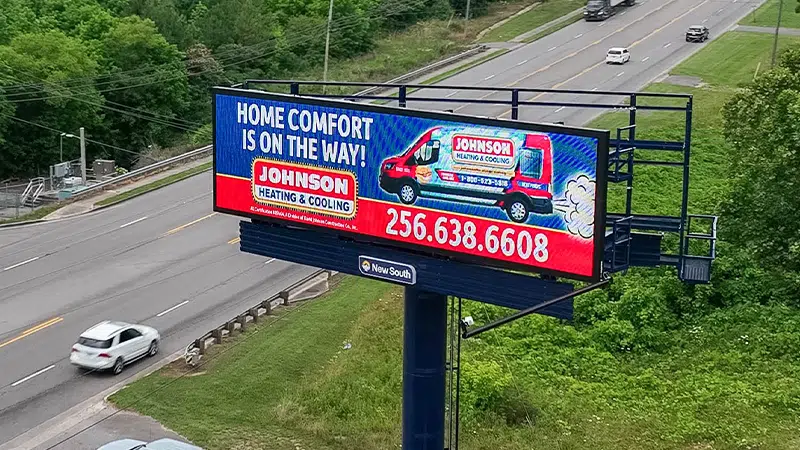 HOME COMFORT
IS ON THE WAY!
JOHNSON
HEATING & COOLING
JOHNSON
HEATING & COOLING
256.638.6608
New South